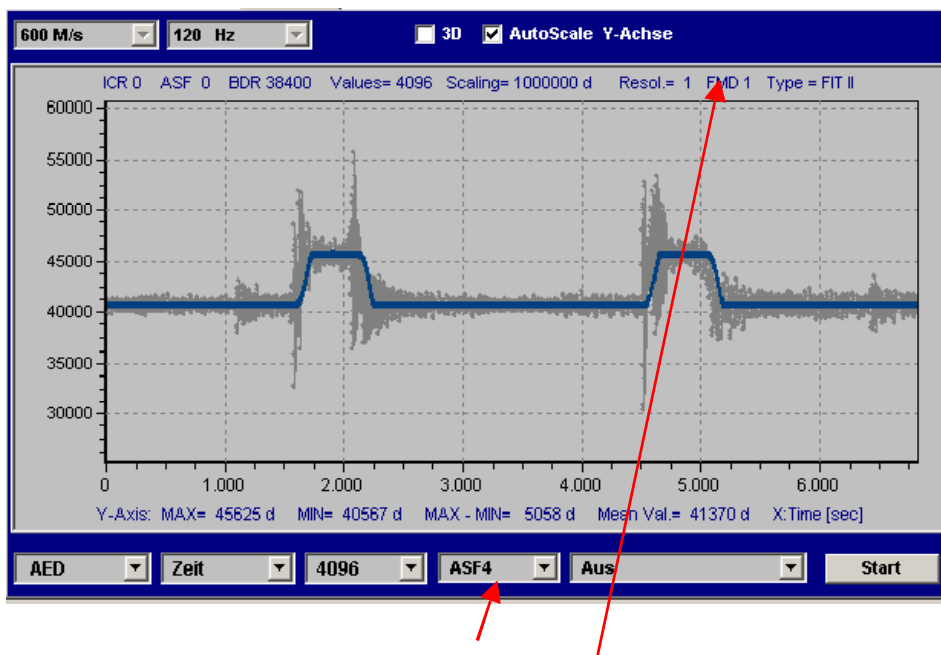 600 M/s 120 Hz 3D AutoScale Y-Achse
ICR 0 ASF 0 BDR 38400 Values= 4096 Scaling= 1000000 d Resol.= 1 FMD 1 Type = FIT II
60000
55000
50000
45000
40000
35000
30000
0 1.000 2.000 3.000 4.000 5.000 6.000
Y-Axis: MAX= 45625 d MIN= 40567 d MAX - MIN= 5058 d Mean Val.= 41370 d X:Time [sec]
AED Zeit 4096 ASF4 Aus Start